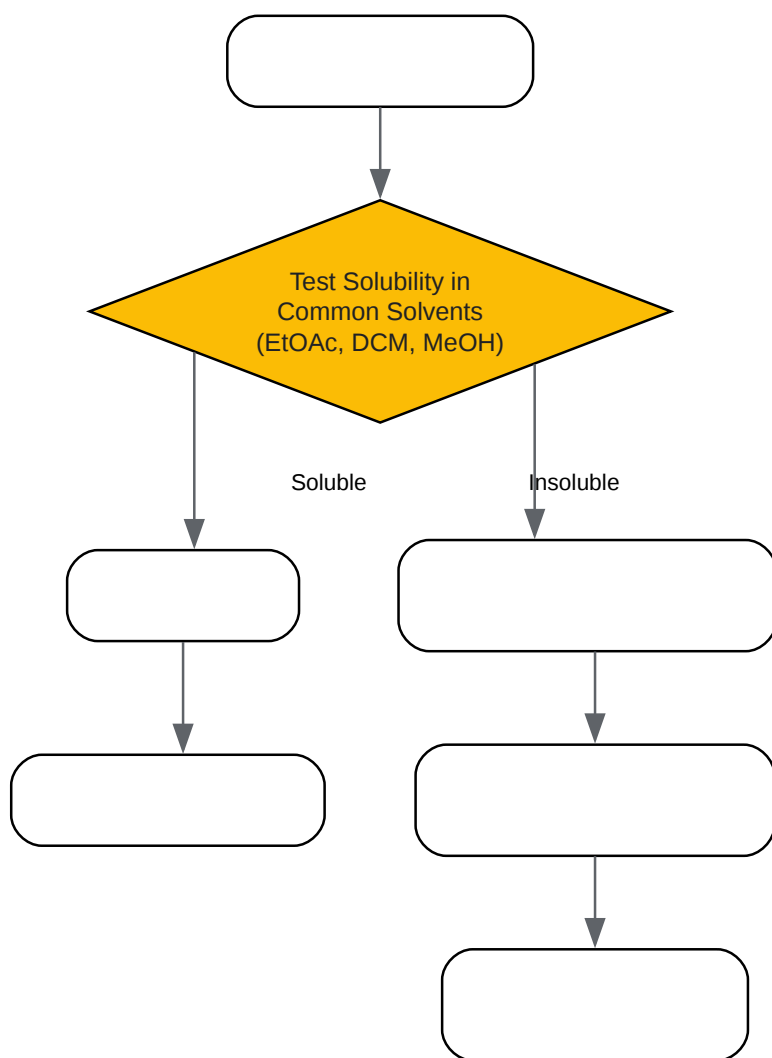 Test Solubility in
Common Solvents
(EtOAc, DCM, MeOH)
Soluble
Insoluble